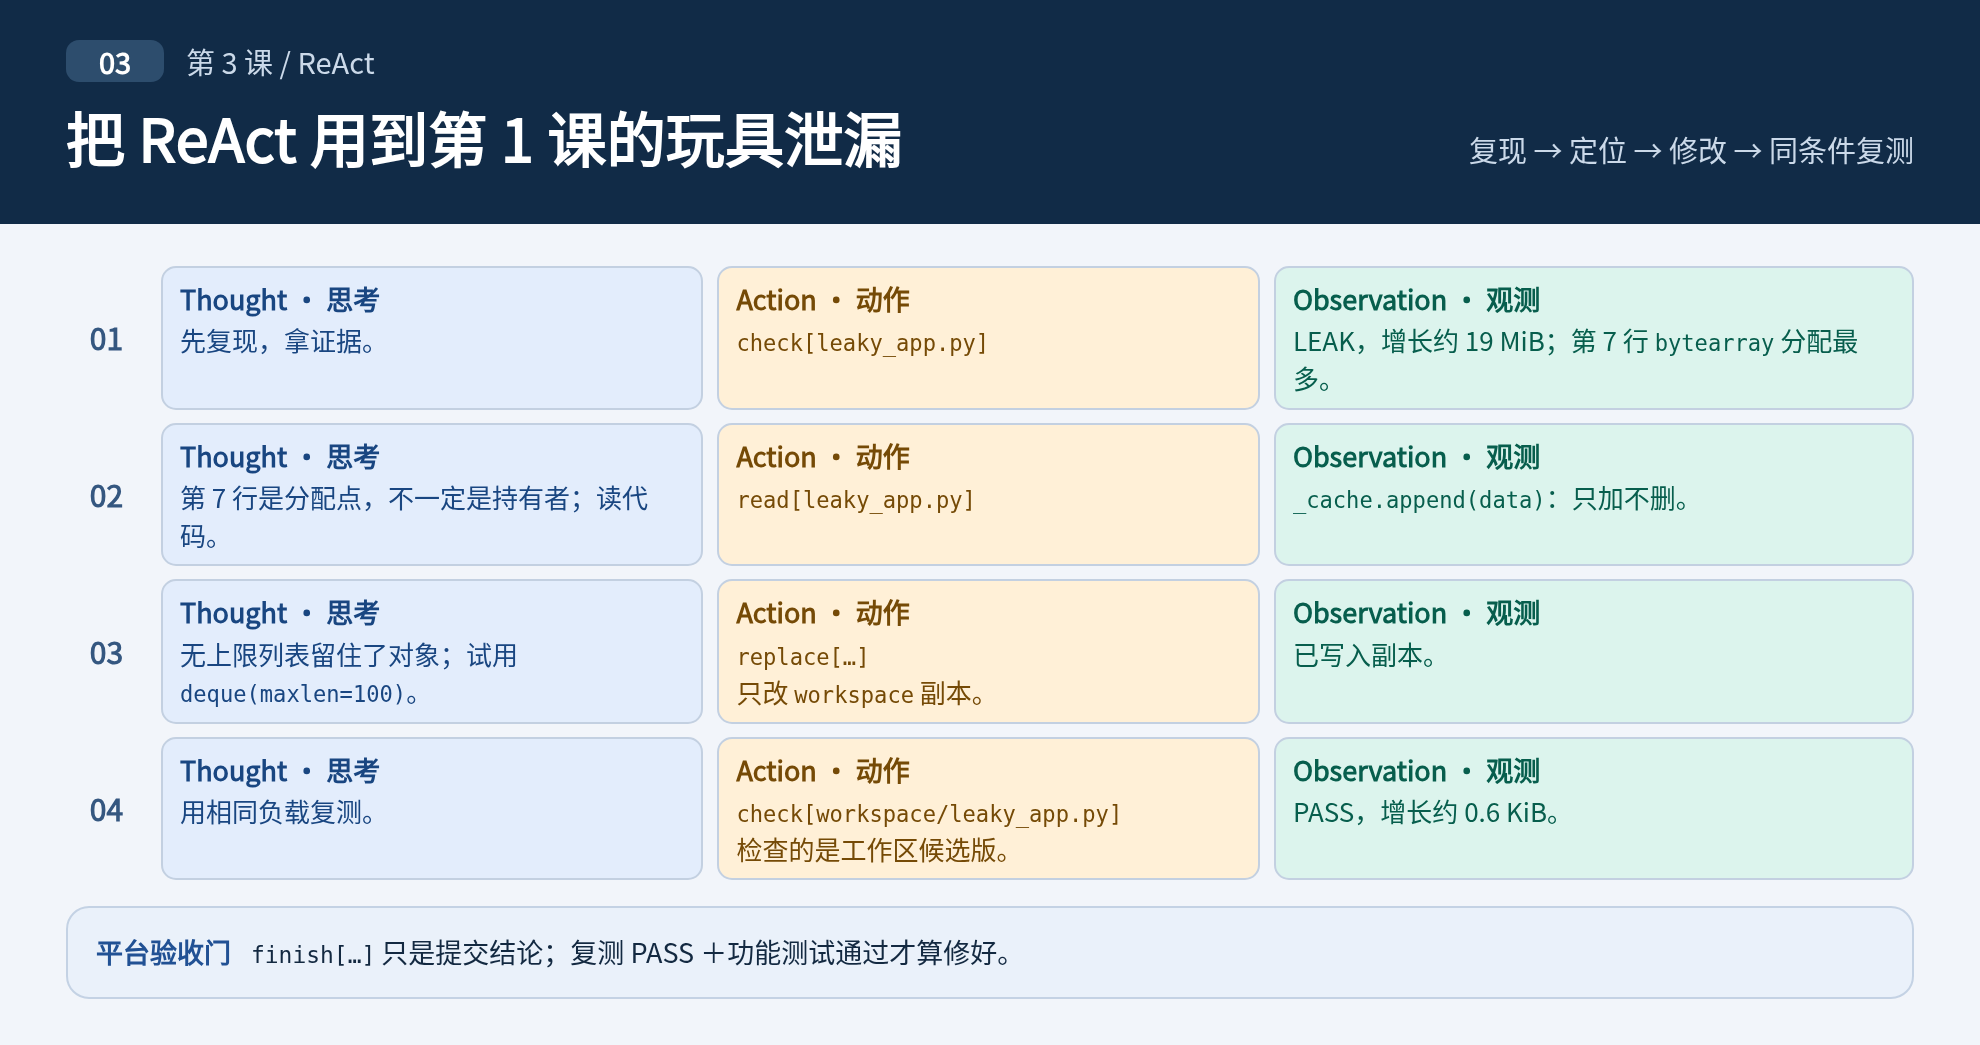 03
第 3 课 / ReAct
把 ReAct 用到第 1 课的玩具泄漏
复现 → 定位 → 修改 → 同条件复测
01
Thought • 思考
先复现，拿证据。
Action • 动作
check[leaky_app.py]
Observation • 观测
LEAK，增长约 19 MiB；第 7 行 bytearray 分配最
多。
02
Thought • 思考
第 7 行是分配点，不一定是持有者；读代
码。
Action • 动作
read[leaky_app.py]
Observation • 观测
_cache.append(data)：只加不删。
03
Thought • 思考
无上限列表留住了对象；试用
deque(maxlen=100)。
Action • 动作
replace[…]
只改 workspace 副本。
Observation • 观测
已写入副本。
04
Thought • 思考
用相同负载复测。
Action • 动作
check[workspace/leaky_app.py]
检查的是工作区候选版。
Observation • 观测
PASS，增长约 0.6 KiB。
平台验收门 finish[…] 只是提交结论；复测 PASS ＋功能测试通过才算修好。